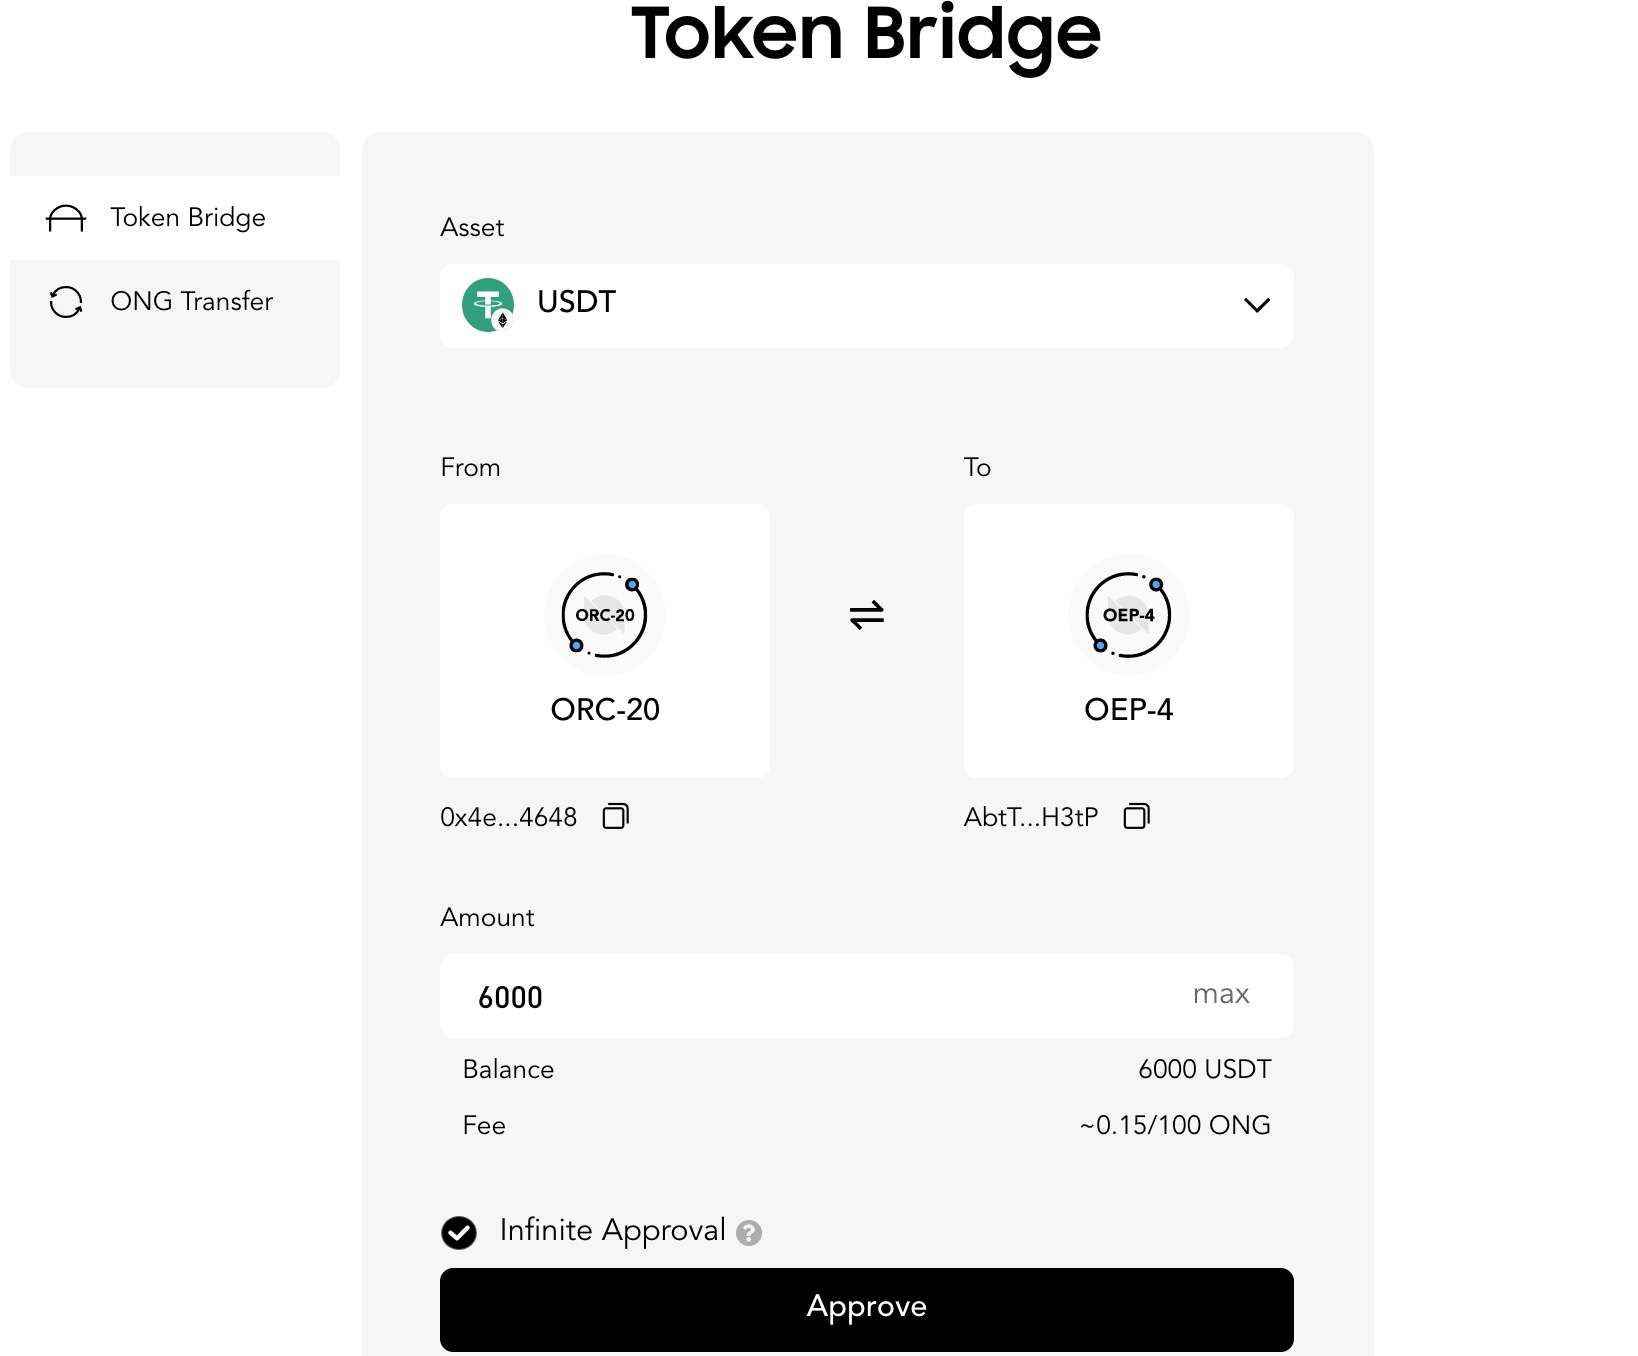 Token Bridge
Token Bridge
ONG Transfer
Asset
USDT
From
To
ORC-20
OEP-4
ORC-20
OEP-4
0x4e...4648
AbtT...H3tP
Amount
6000
max
Balance
6000 USDT
Fee
~0.15/100 ONG
Infinite Approval ?
Approve